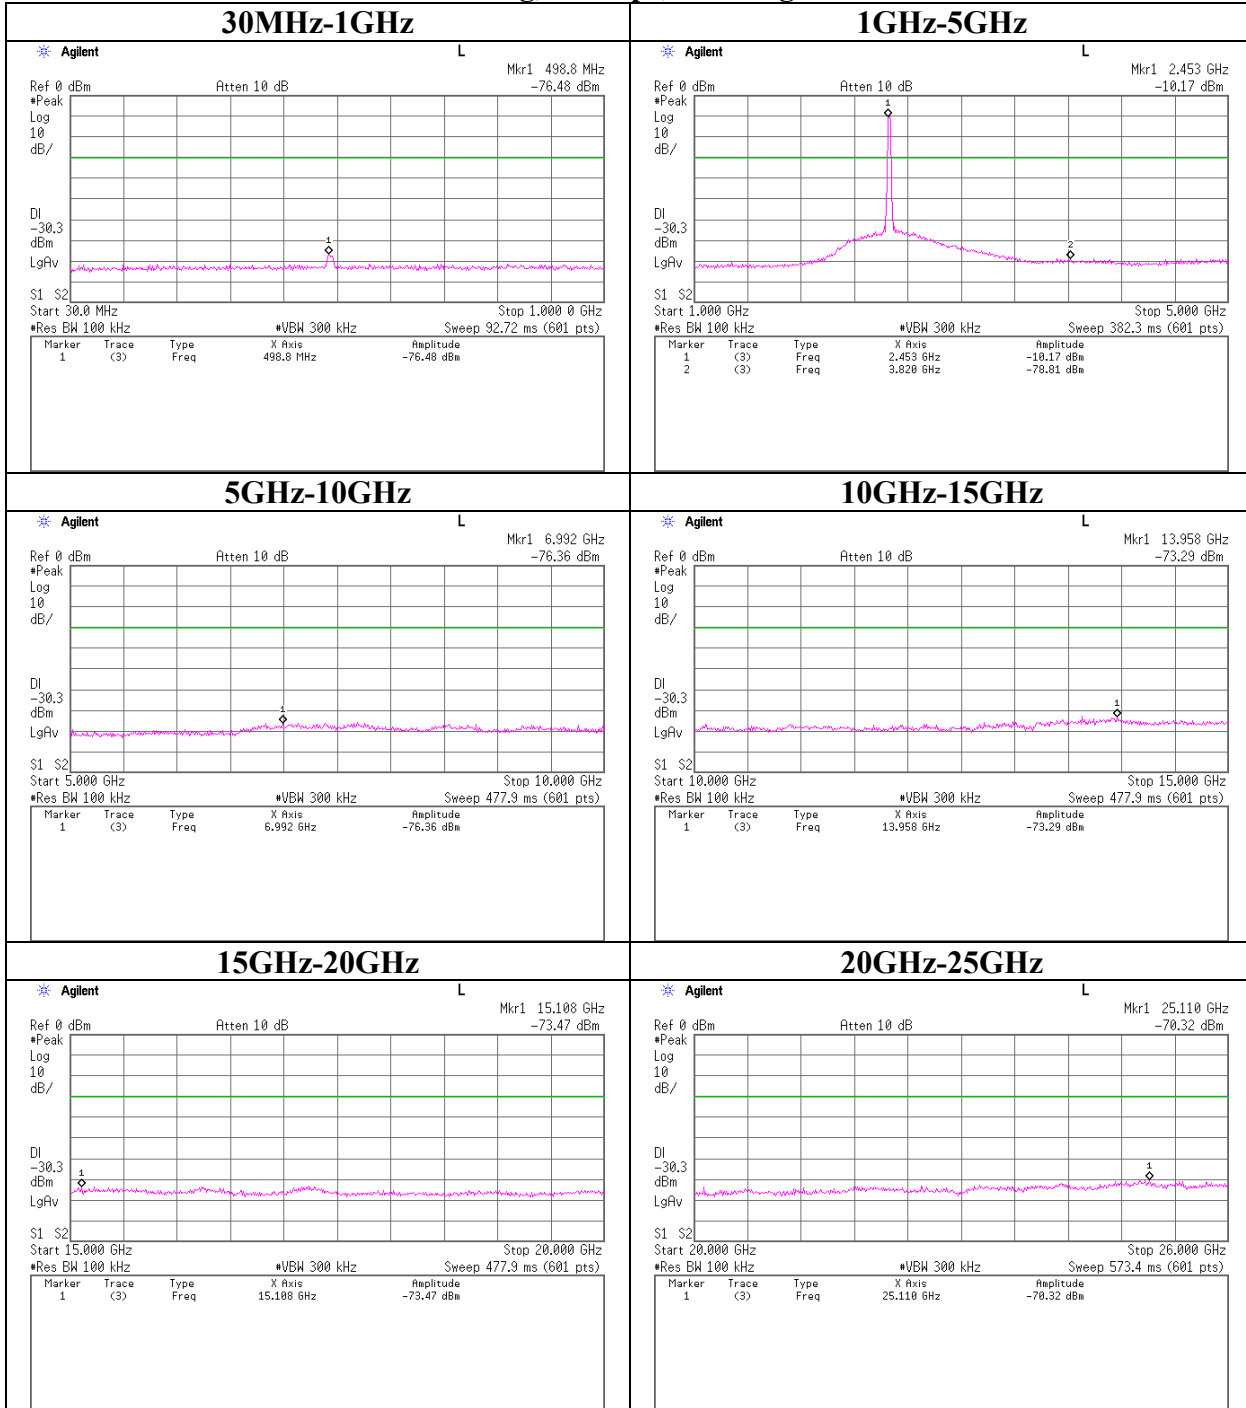 30MHz-1GHz
Agilent L
Mkr1 498.8 MHz
Ref 0 dBm Atten 10 dB -76.48 dBm
#Peak
Log
10
dB/
1
DI
-30.3
dBm
LgAv
S1 S2
Start 30.0 MHz Stop 1.000 0 GHz
#Res BW 100 kHz #VBW 300 kHz Sweep 92.72 ms (601 pts)
Marker Trace Type X Axis Amplitude
1 (3) Freq 498.8 MHz -76.48 dBm
1GHz-5GHz
Agilent L
Mkr1 2.453 GHz
Ref 0 dBm Atten 10 dB -10.17 dBm
#Peak
Log
10
dB/
1
DI
-30.3
dBm
2
LgAv
S1 S2
Start 1.000 GHz Stop 5.000 GHz
#Res BW 100 kHz #VBW 300 kHz Sweep 382.3 ms (601 pts)
Marker Trace Type X Axis Amplitude
1 (3) Freq 2.453 GHz -10.17 dBm
2 (3) Freq 3.820 GHz -78.81 dBm
5GHz-10GHz
Agilent L
Mkr1 6.992 GHz
Ref 0 dBm Atten 10 dB -76.36 dBm
#Peak
Log
10
dB/
DI
-30.3
1
dBm
LgAv
S1 S2
Start 5.000 GHz Stop 10.000 GHz
#Res BW 100 kHz #VBW 300 kHz Sweep 477.9 ms (601 pts)
Marker Trace Type X Axis Amplitude
1 (3) Freq 6.992 GHz -76.36 dBm
10GHz-15GHz
Agilent L
Mkr1 13.958 GHz
Ref 0 dBm Atten 10 dB -73.29 dBm
#Peak
Log
10
dB/
DI
-30.3
1
dBm
LgAv
S1 S2
Start 10.000 GHz Stop 15.000 GHz
#Res BW 100 kHz #VBW 300 kHz Sweep 477.9 ms (601 pts)
Marker Trace Type X Axis Amplitude
1 (3) Freq 13.958 GHz -73.29 dBm
15GHz-20GHz
Agilent L
Mkr1 15.108 GHz
Ref 0 dBm Atten 10 dB -73.47 dBm
#Peak
Log
10
dB/
DI
-30.3
1
dBm
LgAv
S1 S2
Start 15.000 GHz Stop 20.000 GHz
#Res BW 100 kHz #VBW 300 kHz Sweep 477.9 ms (601 pts)
Marker Trace Type X Axis Amplitude
1 (3) Freq 15.108 GHz -73.47 dBm
20GHz-25GHz
Agilent L
Mkr1 25.110 GHz
Ref 0 dBm Atten 10 dB -70.32 dBm
#Peak
Log
10
dB/
DI
-30.3
1
dBm
LgAv
S1 S2
Start 20.000 GHz Stop 26.000 GHz
#Res BW 100 kHz #VBW 300 kHz Sweep 573.4 ms (601 pts)
Marker Trace Type X Axis Amplitude
1 (3) Freq 25.110 GHz -70.32 dBm